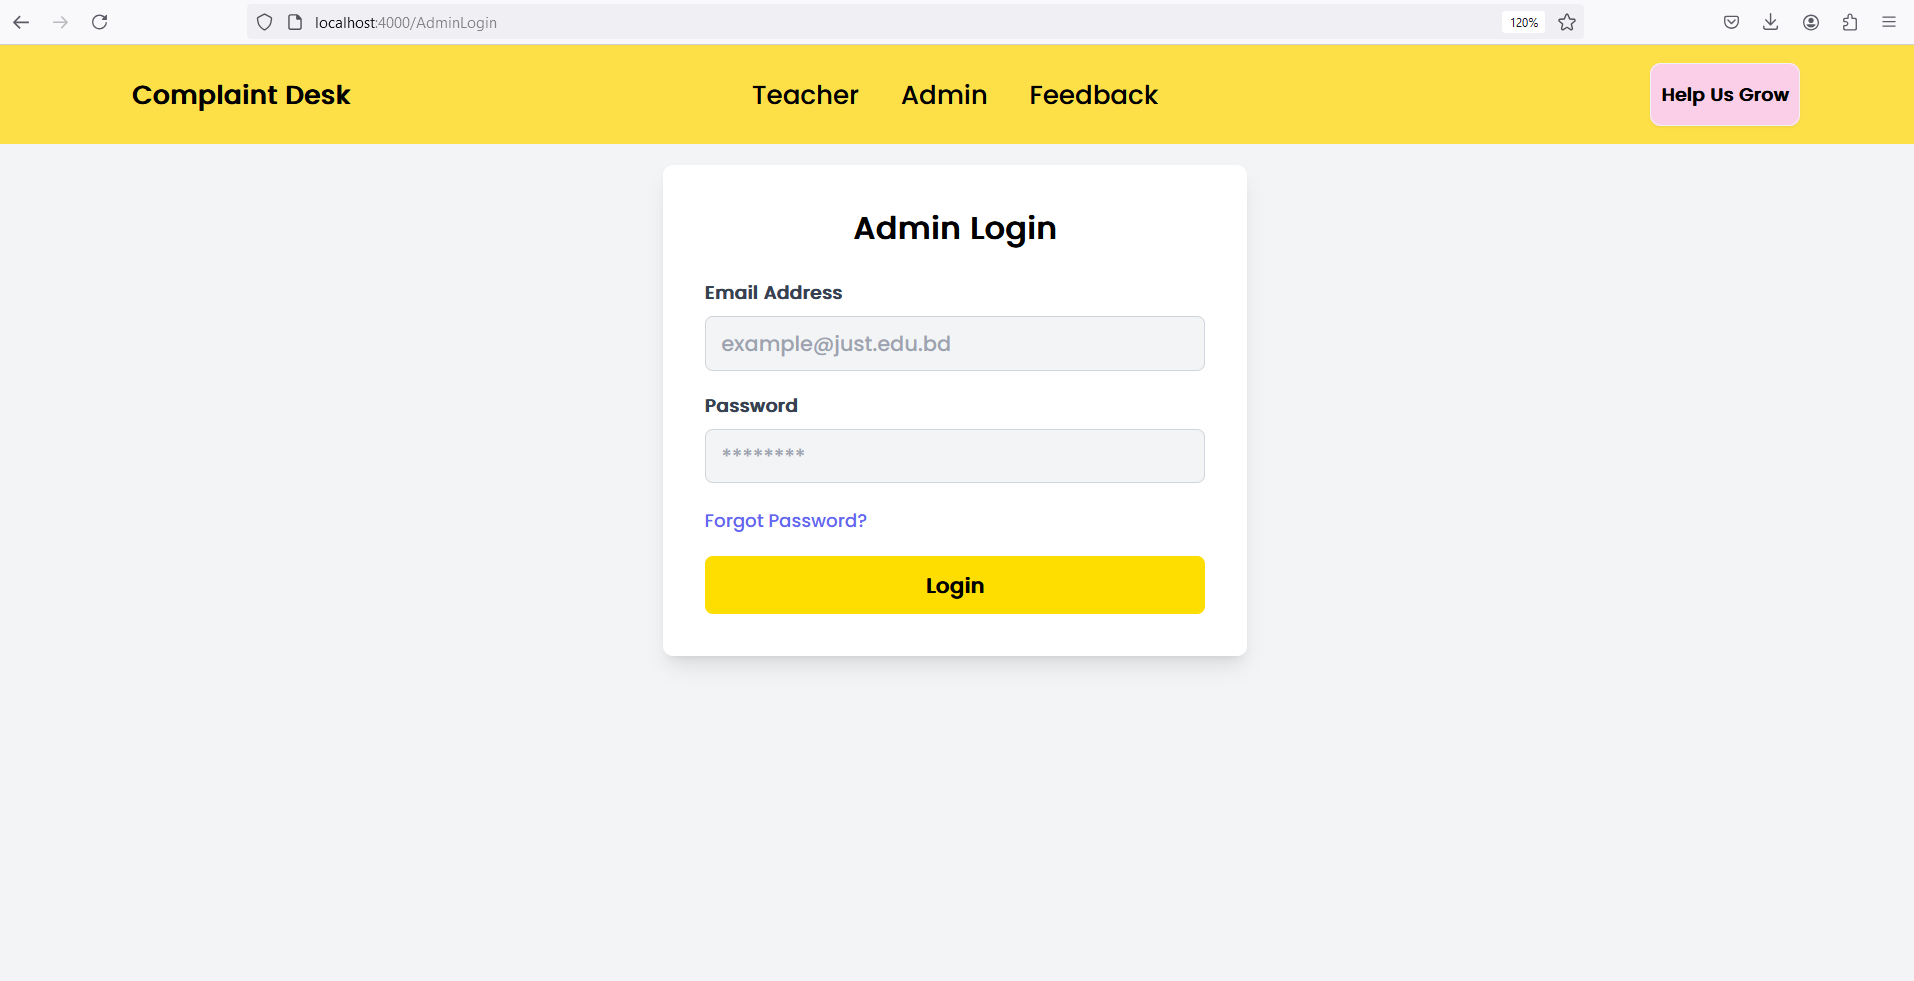 localhost:4000/AdminLogin
120%
Complaint Desk
Teacher Admin Feedback
Help Us Grow
Admin Login
Email Address
example@just.edu.bd
Password
********
Forgot Password?
Login